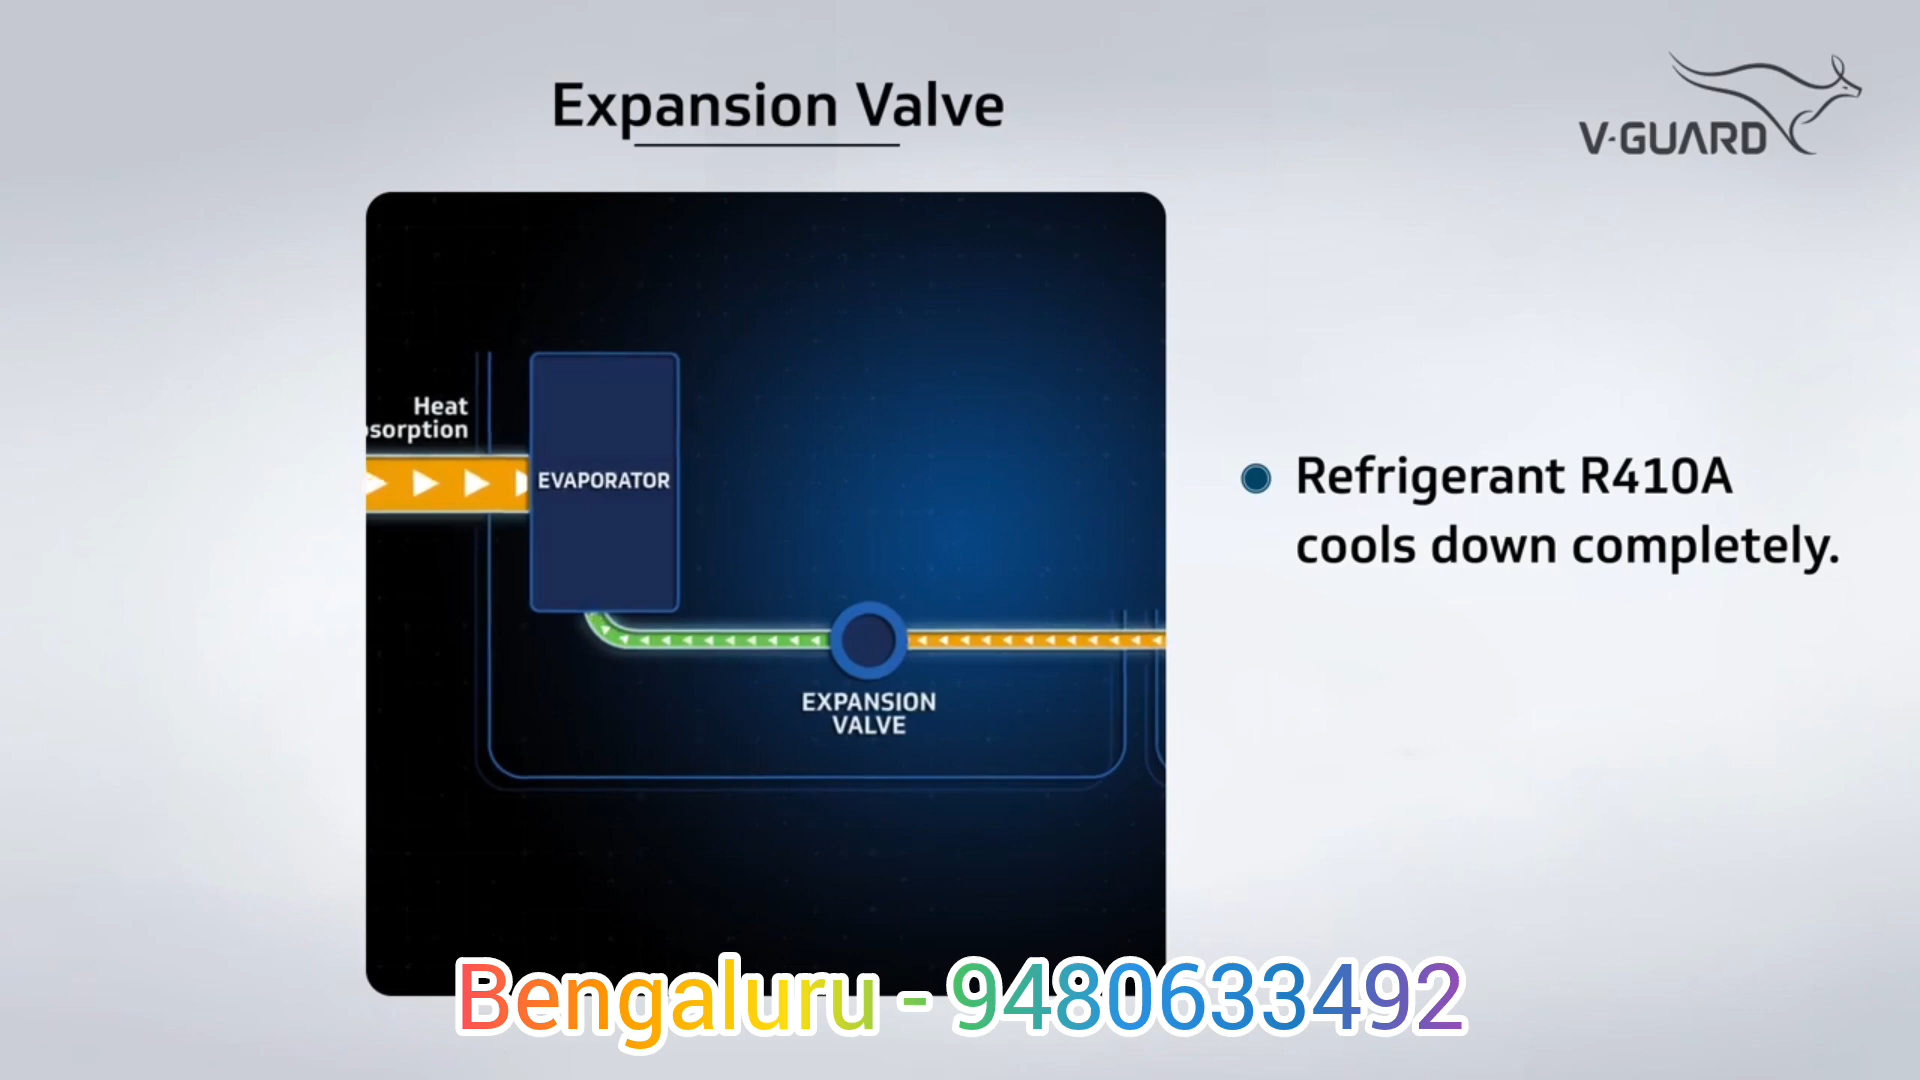 Expansion Valve
V-GUARD
Heat
sorption
EVAPORATOR
EXPANSION
VALVE
Refrigerant R410A
cools down completely.
Bengaluru - 9480633492